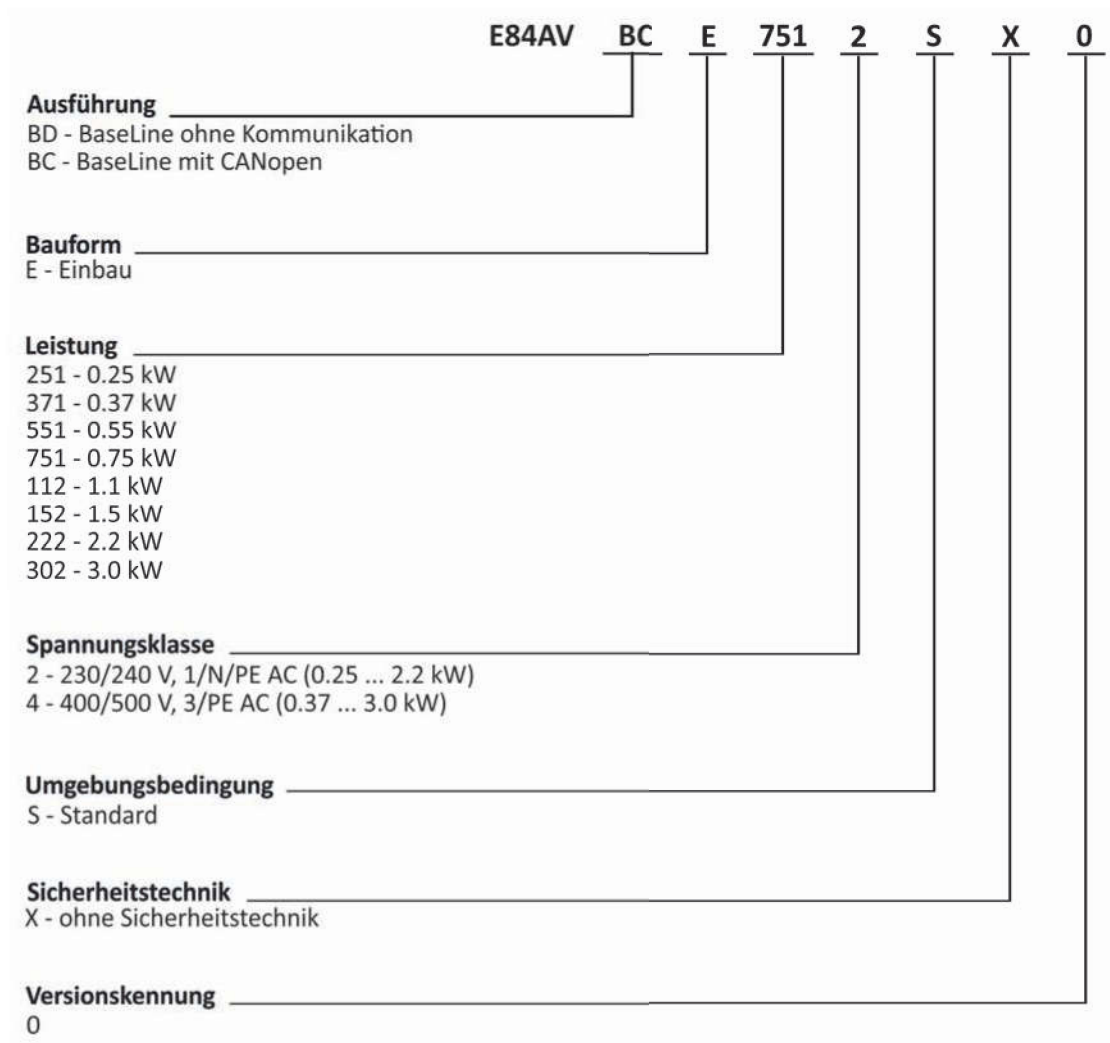 E84AV BC E 751 2 S X 0
Ausführung
BD - BaseLine ohne Kommunikation
BC - BaseLine mit CANopen
Bauform
E - Einbau
Leistung
251 - 0.25 kW
371 - 0.37 kW
551 - 0.55 kW
751 - 0.75 kW
112 - 1.1 kW
152 - 1.5 kW
222 - 2.2 kW
302 - 3.0 kW
Spannungsklasse
2 - 230/240 V, 1/N/PE AC (0.25 ... 2.2 kW)
4 - 400/500 V, 3/PE AC (0.37 ... 3.0 kW)
Umgebungsbedingung
S - Standard
Sicherheitstechnik
X - ohne Sicherheitstechnik
Versionskennung
0